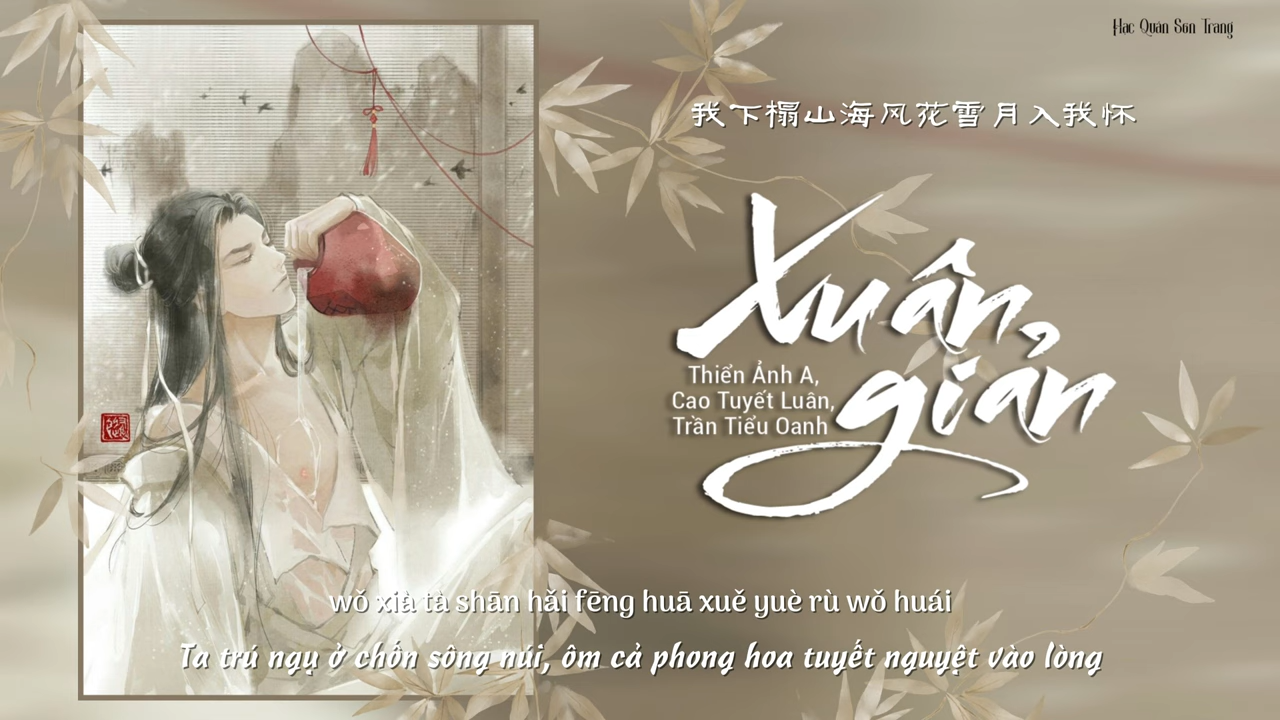 Hạc Quán Sơn Trang
我下榻山海风花雪月入我怀
Xuân
giản
Thiển Ảnh A,
Cao Tuyết Luân,
Trần Tiểu Oanh
wǒ xià tà shān hǎi fēng huā xuě yuè rù wǒ huái
Ta trú ngụ ở chốn sông núi, ôm cả phong hoa tuyết nguyệt vào lòng